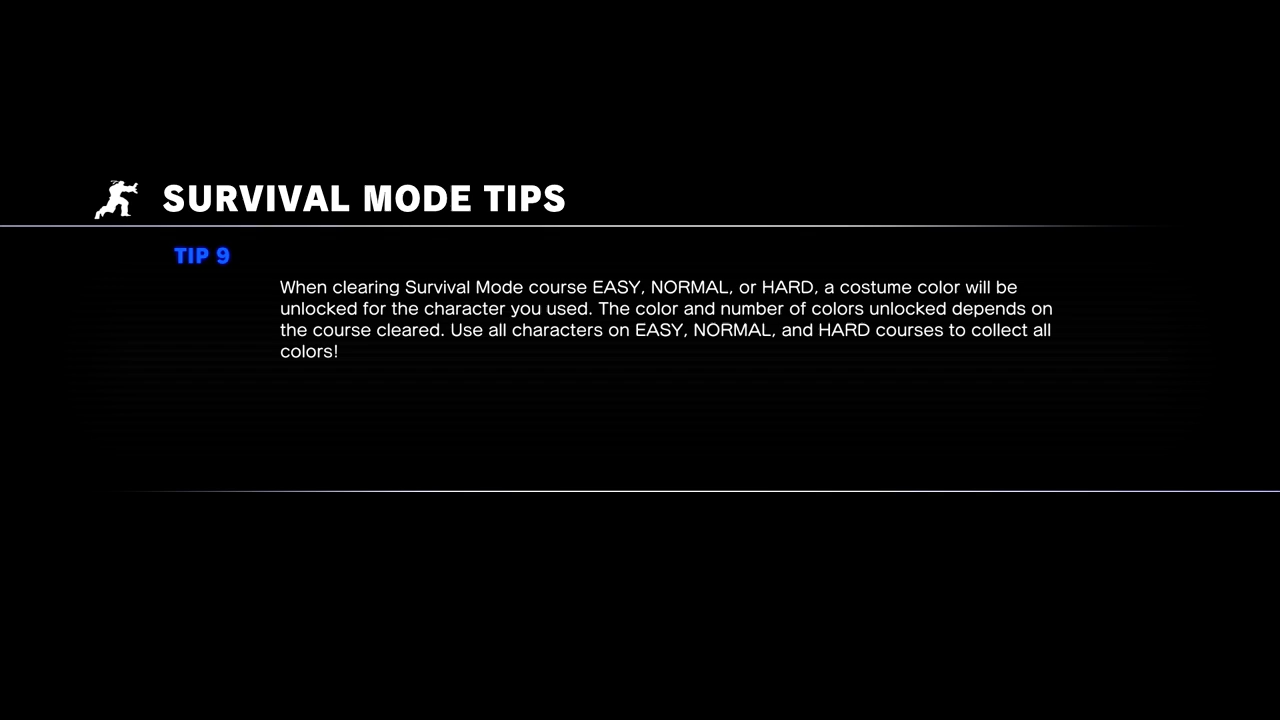 SURVIVAL MODE TIPS
TIP 9
When clearing Survival Mode course EASY, NORMAL, or HARD, a costume color will be
unlocked for the character you used. The color and number of colors unlocked depends on
the course cleared. Use all characters on EASY, NORMAL, and HARD courses to collect all
colors!